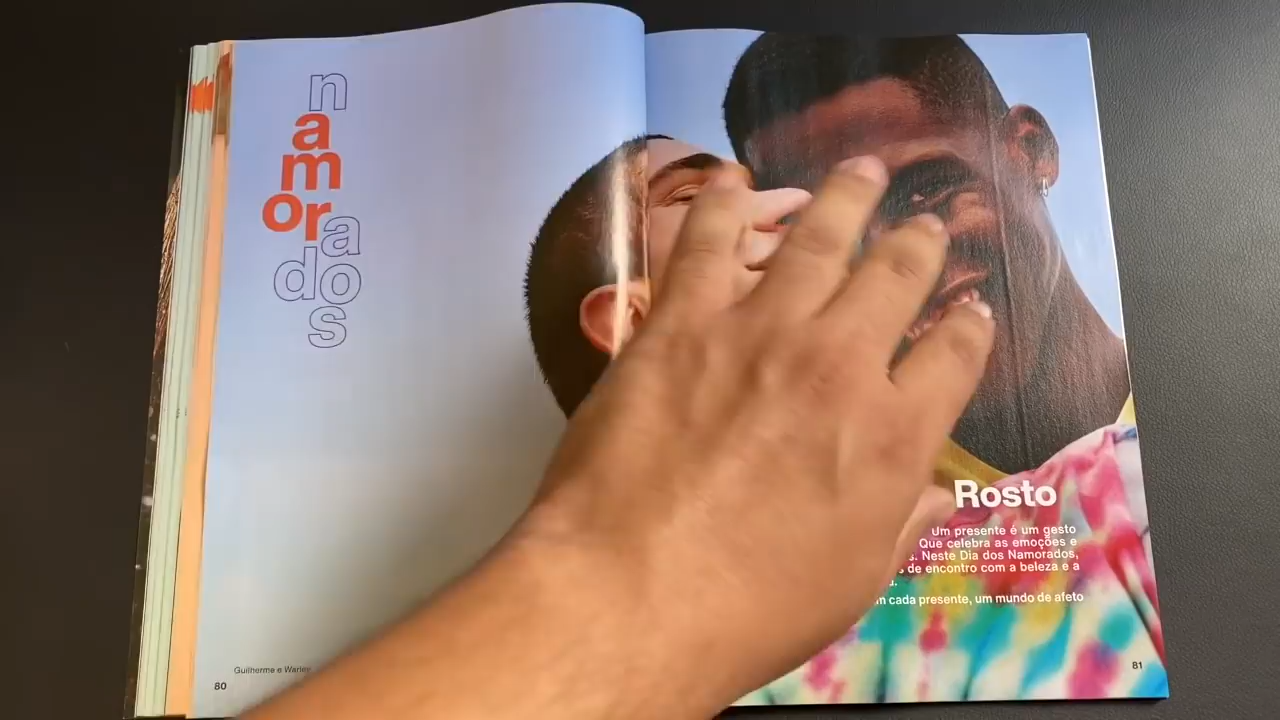 namorados
Guilherme e Warley
80
Rosto
Um presente é um gesto
Que celebra as emoções e
Neste Dia dos Namorados,
de encontro com a beleza e a
cada presente, um mundo de afeto
81